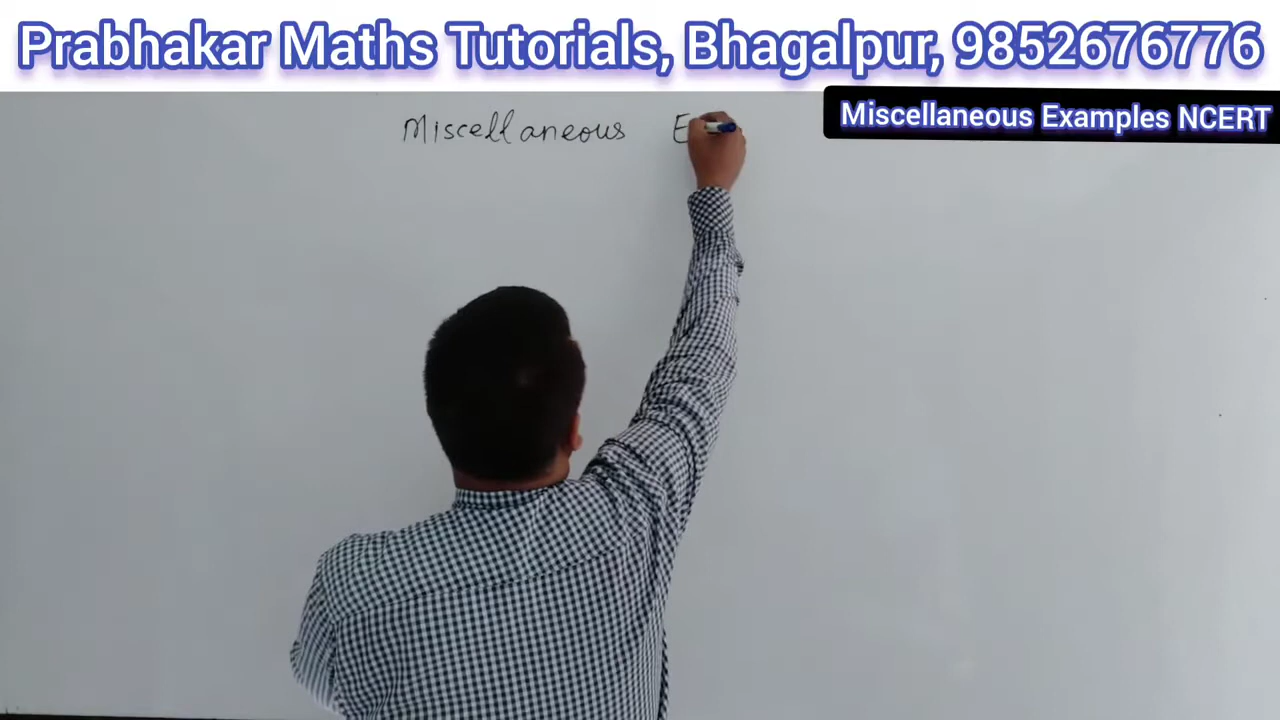 Prabhakar Maths Tutorials, Bhagalpur, 9852676776
Miscellaneous Examples NCERT
Miscellaneous E